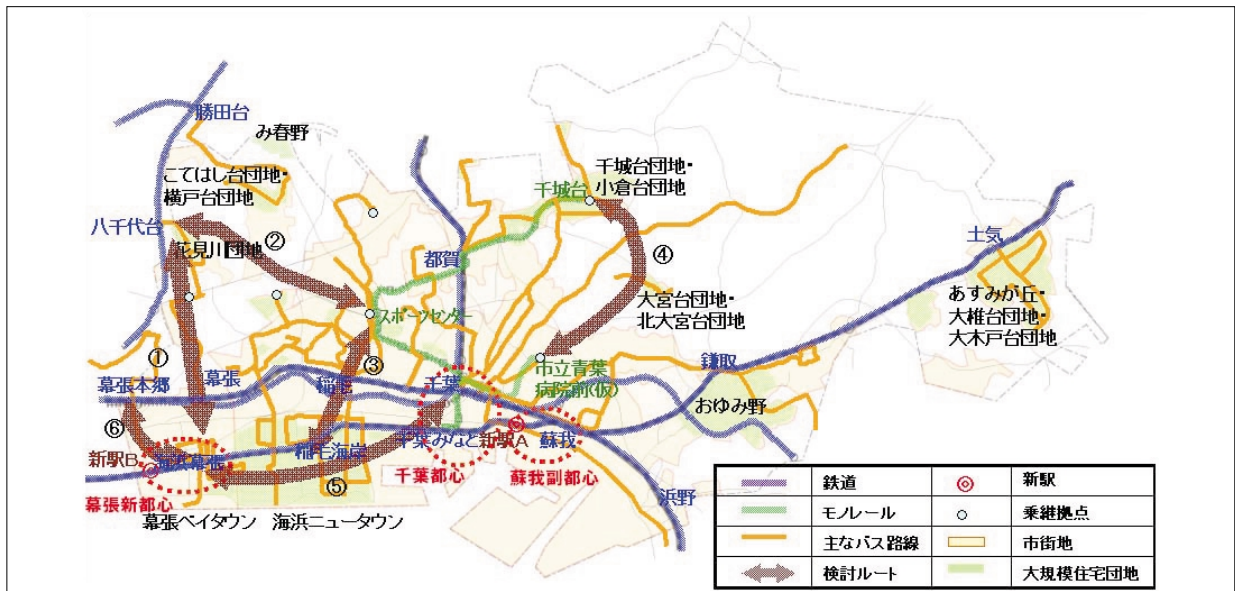 勝田台
み春野
こてはし台団地・
横戸台団地
千城台団地・
小倉台団地
千城台
八千代台
花見川団地
②
都賀
④
土気
スポーツセンター
大宮台団地・
北大宮台団地
あすみが丘・
大椎台団地・
大木戸台団地
①
③
幕張本郷
幕張
稲毛
千葉
市立青葉
病院前(仮)
鎌取
おゆみ野
⑥
新駅B
海浜幕張
稲毛海岸
千葉みなと
新駅A
蘇我
幕張新都心
⑤
千葉都心
蘇我副都心
浜野
幕張ベイタウン
海浜ニュータウン
鉄道
新駅
モノレール
乗継拠点
主なバス路線
市街地
検討ルート
大規模住宅団地